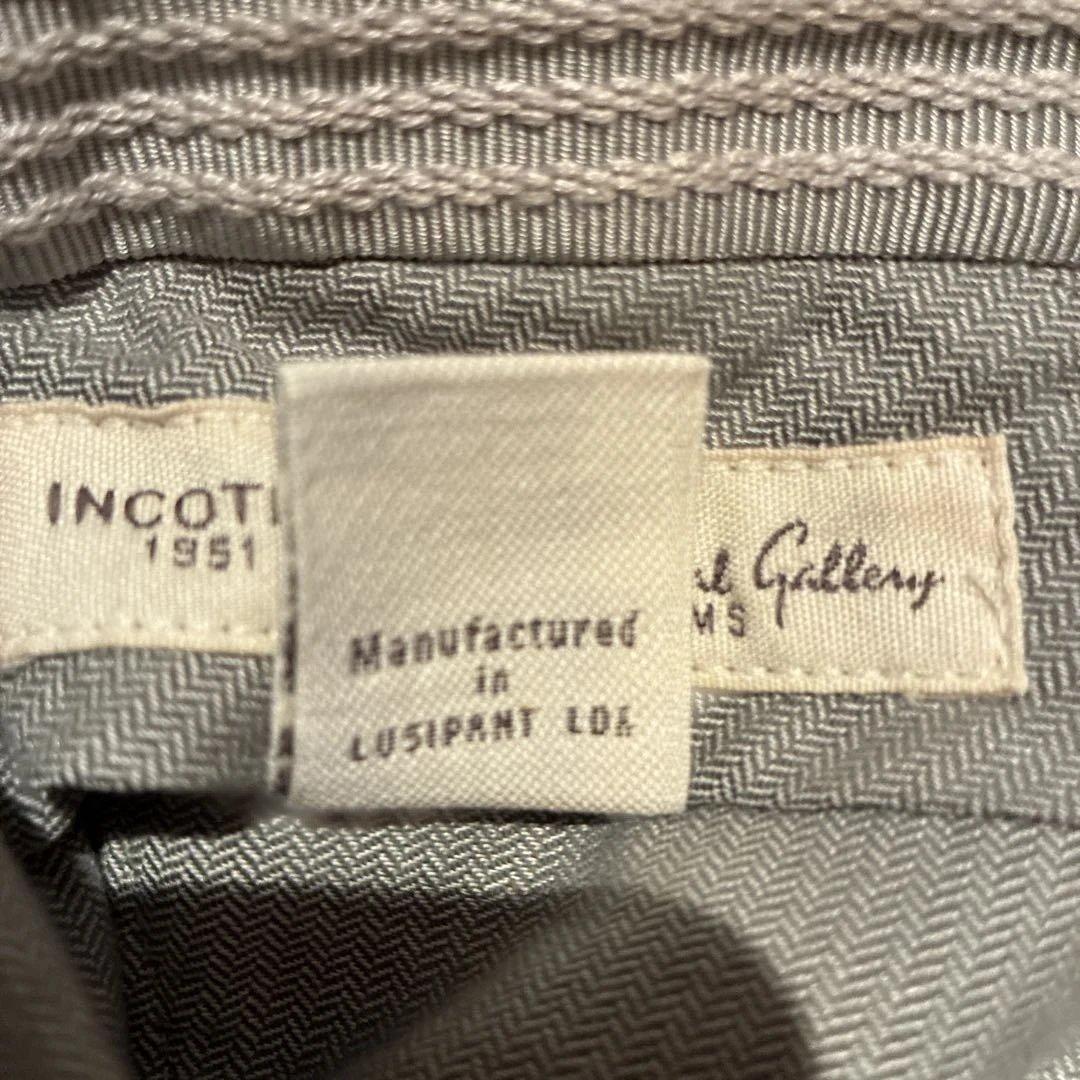 INCOTI
1951
Gallery
MS
Manufactured
in
LUSIPANT LDA